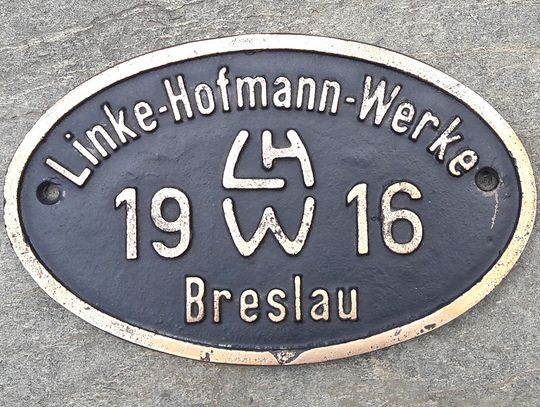 Linke-Hofmann-Werke
LH
19 W 16
Breslau